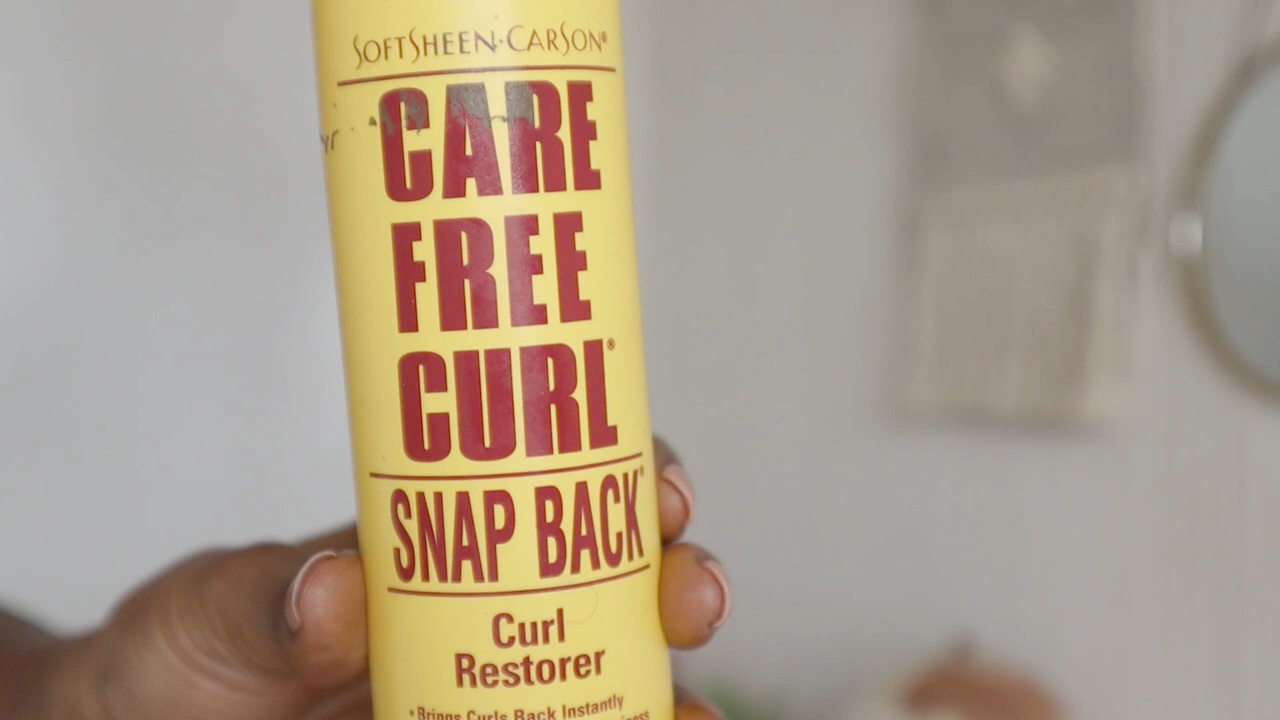 SOFTSHEEN·CARSON®
CARE
FREE
CURL®
SNAP BACK
Curl
Restorer
• Brings Curls Back Instantly